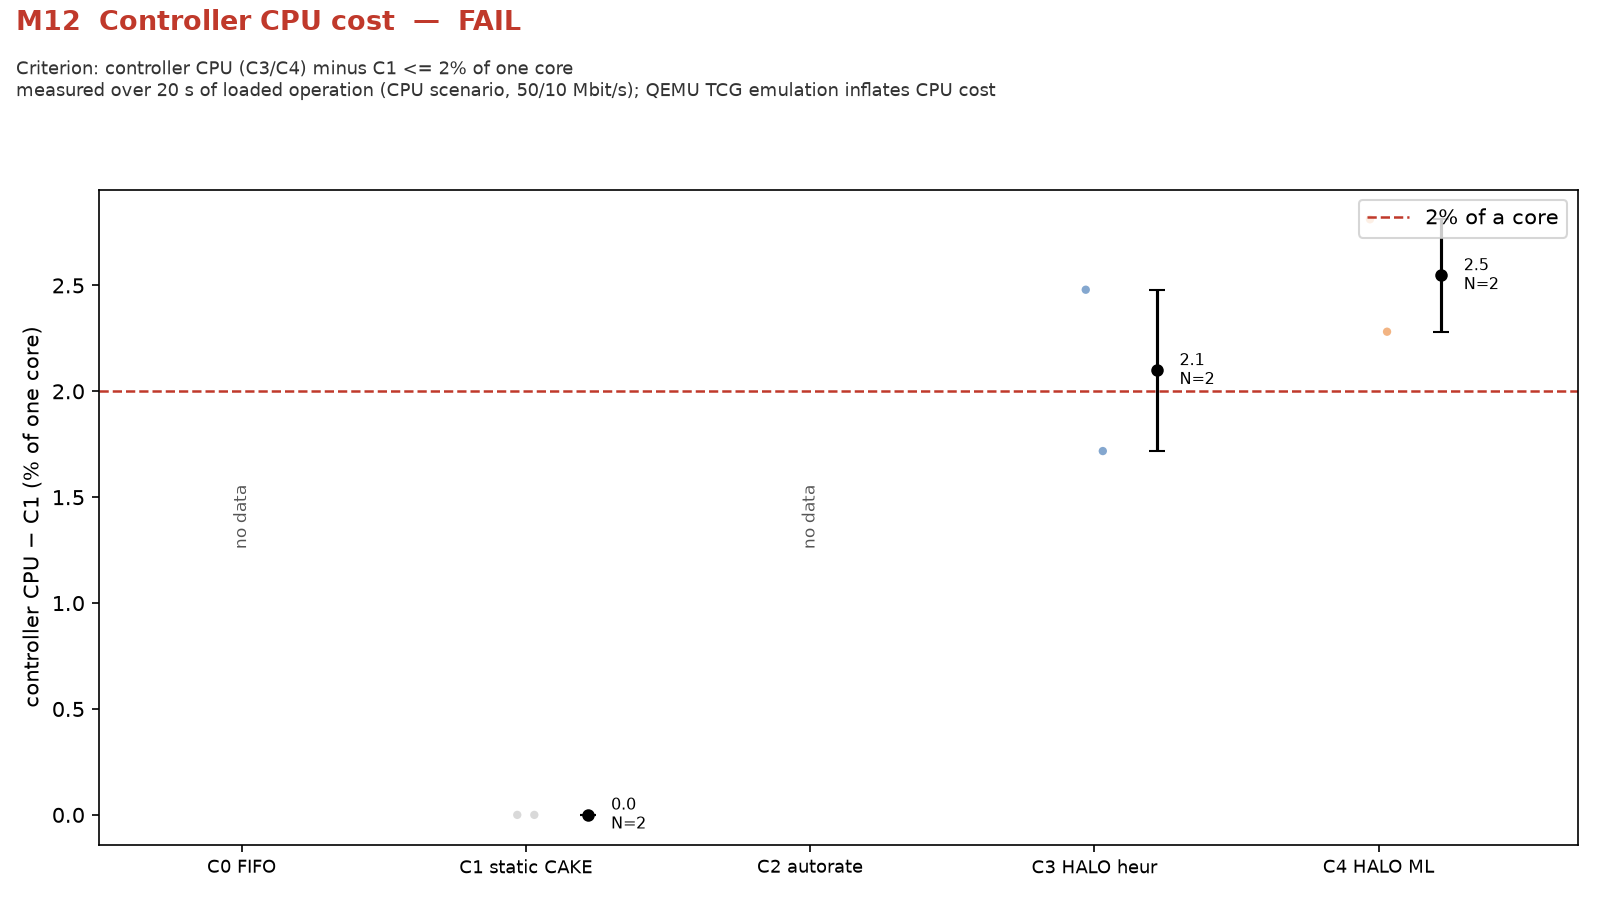 M12 Controller CPU cost — FAIL
Criterion: controller CPU (C3/C4) minus C1 <= 2% of one core
measured over 20 s of loaded operation (CPU scenario, 50/10 Mbit/s); QEMU TCG emulation inflates CPU cost
2% of a core
controller CPU − C1 (% of one core)
2.5
2.0
1.5
1.0
0.5
0.0
no data
0.0
N=2
no data
2.1
N=2
2.5
N=2
C0 FIFO
C1 static CAKE
C2 autorate
C3 HALO heur
C4 HALO ML